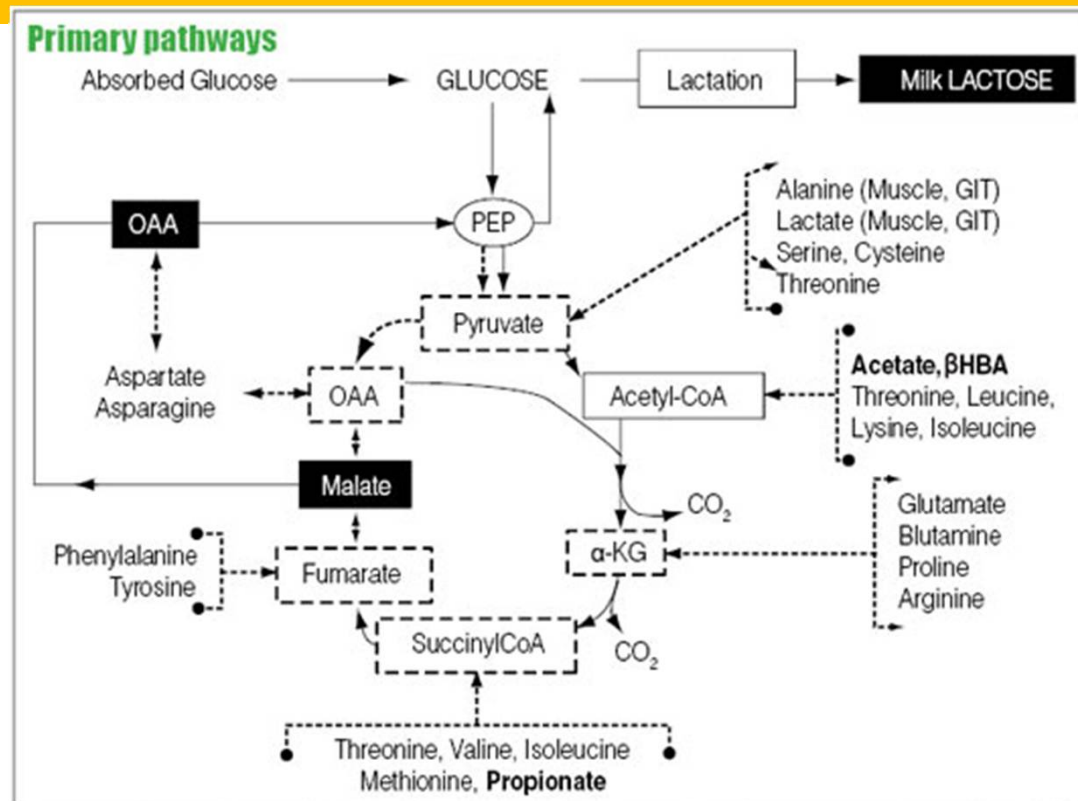 Primary pathways
Absorbed Glucose
GLUCOSE
Lactation
Milk LACTOSE
OAA
PEP
Alanine (Muscle, GIT)
Lactate (Muscle, GIT)
Serine, Cysteine
Threonine
Pyruvate
Aspartate
Asparagine
OAA
Acetyl-CoA
Acetate, βHBA
Threonine, Leucine,
Lysine, Isoleucine
Malate
CO₂
Glutamate
Blutamine
Proline
Arginine
Phenylalanine
Tyrosine
Fumarate
α-KG
SuccinylCoA
CO₂
Threonine, Valine, Isoleucine
Methionine, Propionate